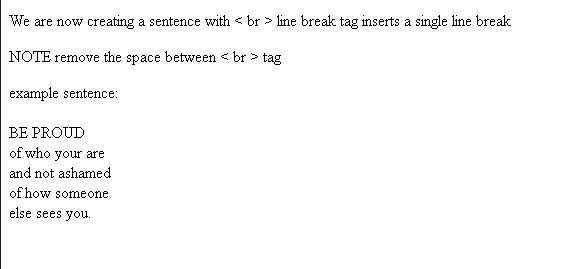 We are now creating a sentence with < br > line break tag inserts a single line break
NOTE remove the space between < br > tag
example sentence:
BE PROUD
of who your are
and not ashamed
of how someone
else sees you.